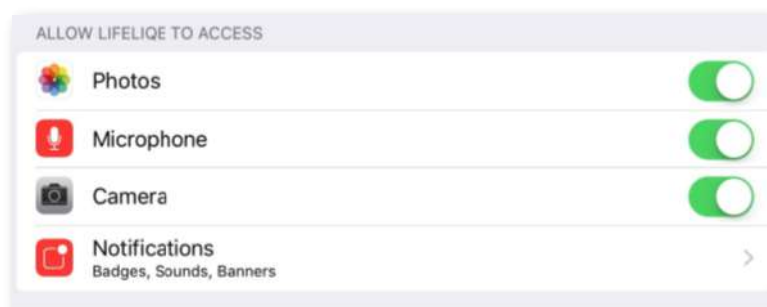 ALLOW LIFELIQE TO ACCESS
Photos
Microphone
Camera
Notifications
Badges, Sounds, Banners